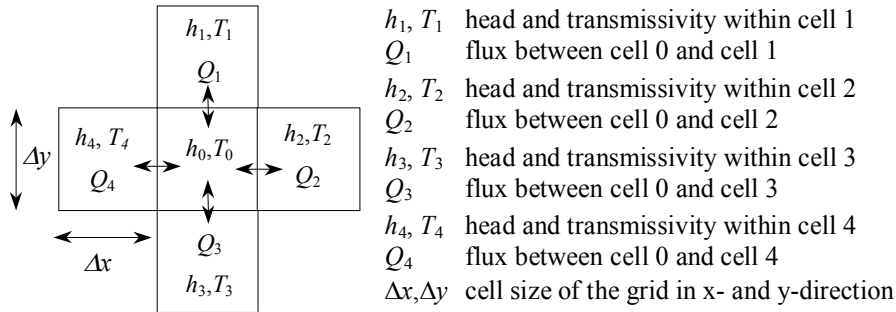 h₁,T₁
Q₁
h₄, T₄
h₀,T₀
h₂,T₂
Δy
Q₄
Q₂
Q₃
Δx
h₃,T₃
h₁, T₁ head and transmissivity within cell 1
Q₁ flux between cell 0 and cell 1
h₂, T₂ head and transmissivity within cell 2
Q₂ flux between cell 0 and cell 2
h₃, T₃ head and transmissivity within cell 3
Q₃ flux between cell 0 and cell 3
h₄, T₄ head and transmissivity within cell 4
Q₄ flux between cell 0 and cell 4
Δx,Δy cell size of the grid in x- and y-direction